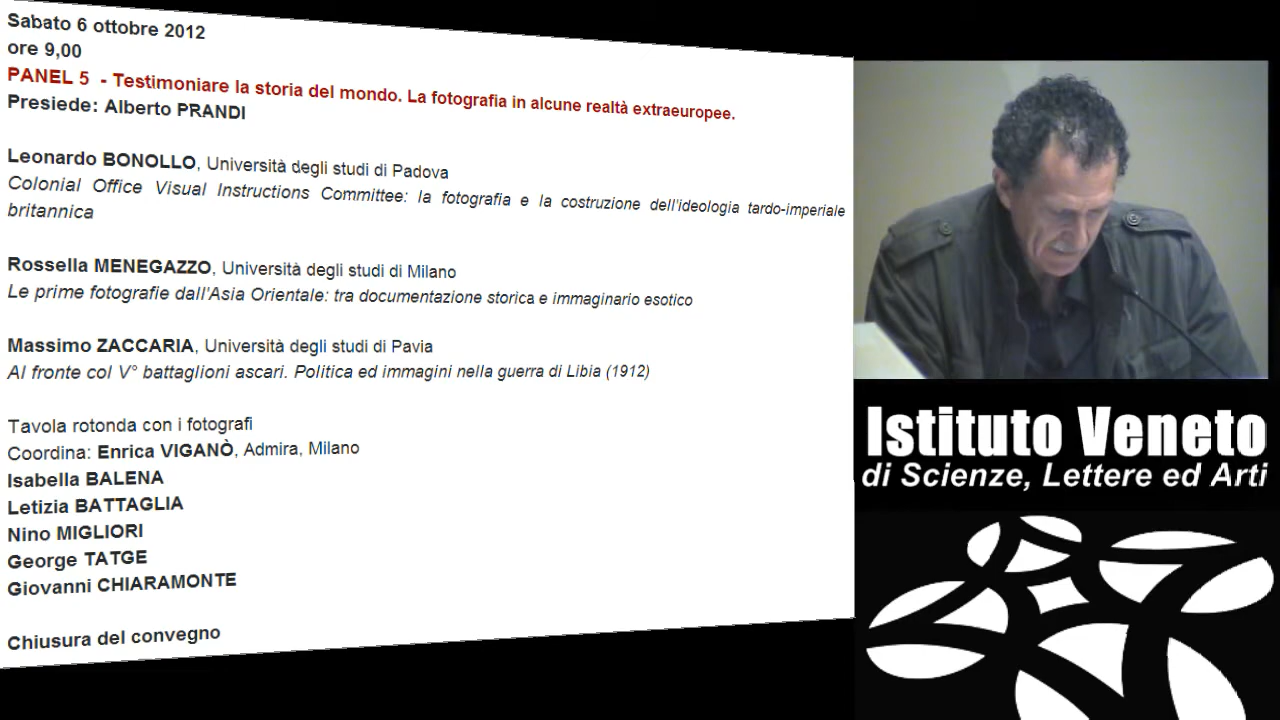 Sabato 6 ottobre 2012
ore 9,00
PANEL 5 - Testimoniare la storia del mondo. La fotografia in alcune realtà extraeuropee.
Presiede: Alberto PRANDI
Leonardo BONOLLO, Università degli studi di Padova
Colonial Office Visual Instructions Committee: la fotografia e la costruzione dell'ideologia tardo-imperiale
britannica
Rossella MENEGAZZO, Università degli studi di Milano
Le prime fotografie dall'Asia Orientale: tra documentazione storica e immaginario esotico
Massimo ZACCARIA, Università degli studi di Pavia
Al fronte col V° battaglioni ascari. Politica ed immagini nella guerra di Libia (1912)
Tavola rotonda con i fotografi
Coordina: Enrica VIGANÒ, Admira, Milano
Isabella BALENA
Letizia BATTAGLIA
Nino MIGLIORI
George TATGE
Giovanni CHIARAMONTE
Chiusura del convegno
Istituto Veneto
di Scienze, Lettere ed Arti